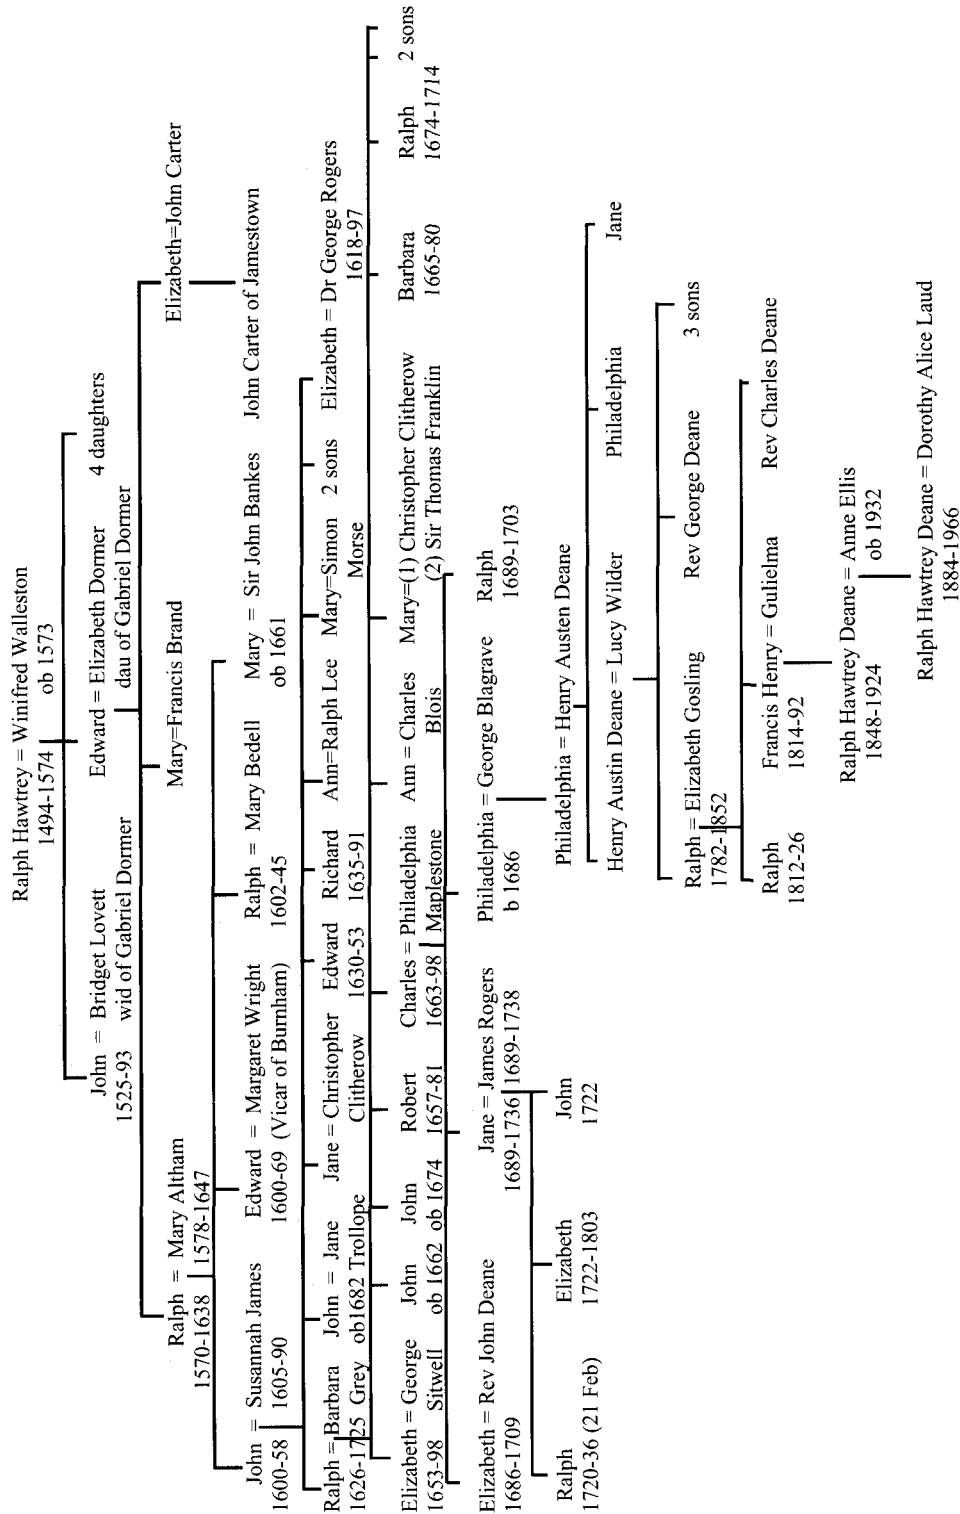 Ralph Hawtrey = Winifred Walleston
1494-1574 ob 1573
John = Bridget Lovett Edward = Elizabeth Dormer 4 daughters
1525-93 wid of Gabriel Dormer dau of Gabriel Dormer
Ralph = Mary Altham Mary=Francis Brand Elizabeth=John Carter
1570-1638 1578-1647
John = Susannah James Edward = Margaret Wright Ralph = Mary Bedell Mary = Sir John Bankes John Carter of Jamestown
1600-58 1605-90 1600-69 (Vicar of Burnham) 1602-45 ob 1661
Ralph = Barbara John = Jane Jane = Christopher Edward Richard Ann=Ralph Lee Mary=Simon 2 sons Elizabeth = Dr George Rogers
1626-1725 Grey ob1682 Trollope Clitherow 1630-53 1635-91 Morse 1618-97
Elizabeth = George John John Robert Charles = Philadelphia Ann = Charles Mary=(1) Christopher Clitherow Barbara Ralph 2 sons
1653-98 Sitwell ob 1662 ob 1674 1657-81 1663-98 Maplestone Blois (2) Sir Thomas Franklin 1665-80 1674-1714
Elizabeth = Rev John Deane Jane = James Rogers Philadelphia = George Blagrave Ralph
1686-1709 1689-1736 1689-1738 b 1686 1689-1703
Ralph Elizabeth John Philadelphia = Henry Austen Deane
1720-36 (21 Feb) 1722-1803 1722
Henry Austin Deane = Lucy Wilder Philadelphia Jane
Ralph = Elizabeth Gosling Rev George Deane 3 sons
1782-1852
Ralph Francis Henry = Gulielma Rev Charles Deane
1812-26 1814-92
Ralph Hawtrey Deane = Anne Ellis
1848-1924 ob 1932
Ralph Hawtrey Deane = Dorothy Alice Laud
1884-1966